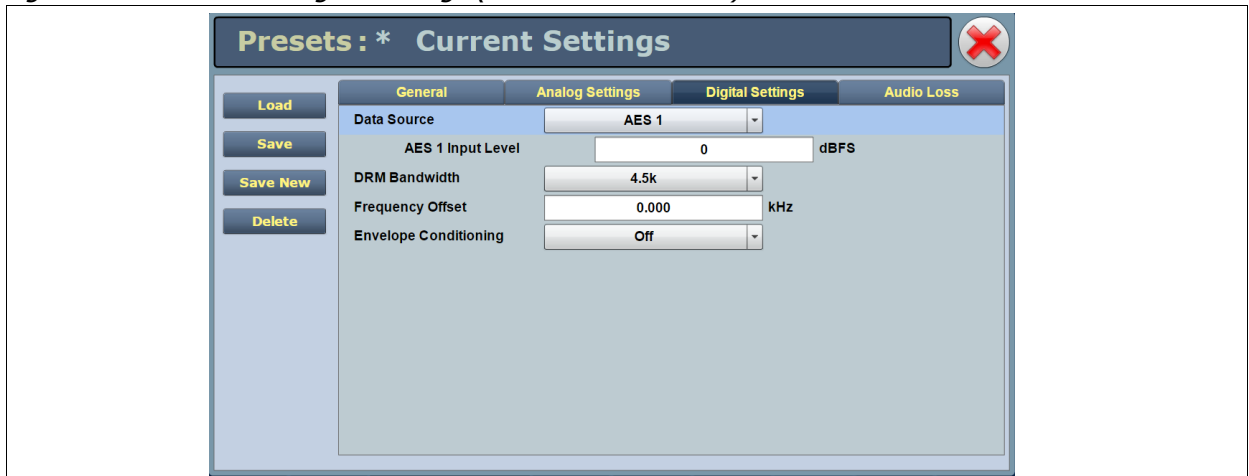 Presets:* Current Settings
Load
Save
Save New
Delete
General Analog Settings Digital Settings Audio Loss
Data Source AES 1
AES 1 Input Level 0 dBFS
DRM Bandwidth 4.5k
Frequency Offset 0.000 kHz
Envelope Conditioning Off